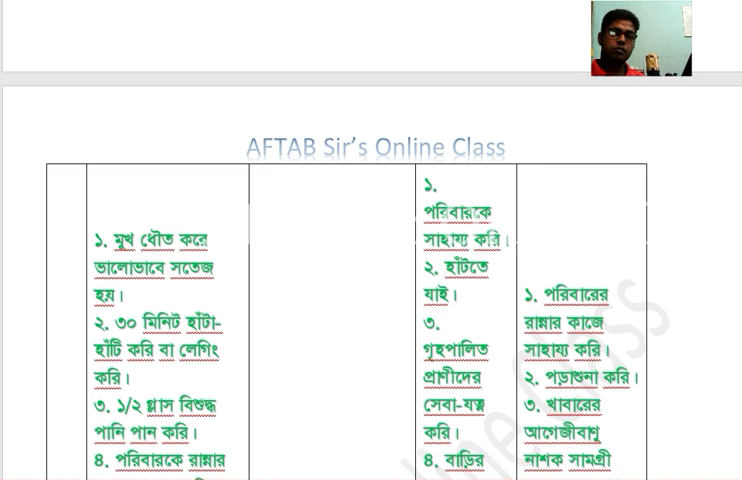 AFTAB Sir's Online Class
১. মুখ ধৌত করে
ভালোভাবে সতেজ
হয়।
২. ৩০ মিনিট হাঁটা-
হাঁটি করি বা লেগিং
করি।
৩. ১/২ গ্লাস বিশুদ্ধ
পানি পান করি।
৪. পরিবারকে রান্নার
১.
পরিবারকে
সাহায্য করি।
২. হাঁটতে
যাই।
৩.
গৃহপালিত
প্রাণীদের
সেবা-যত্ন
করি।
৪. বাড়ির
১. পরিবারের
রান্নার কাজে
সাহায্য করি।
২. পড়াশুনা করি।
৩. খাবারের
আগেজীবাণু
নাশক সামগ্রী
line Class